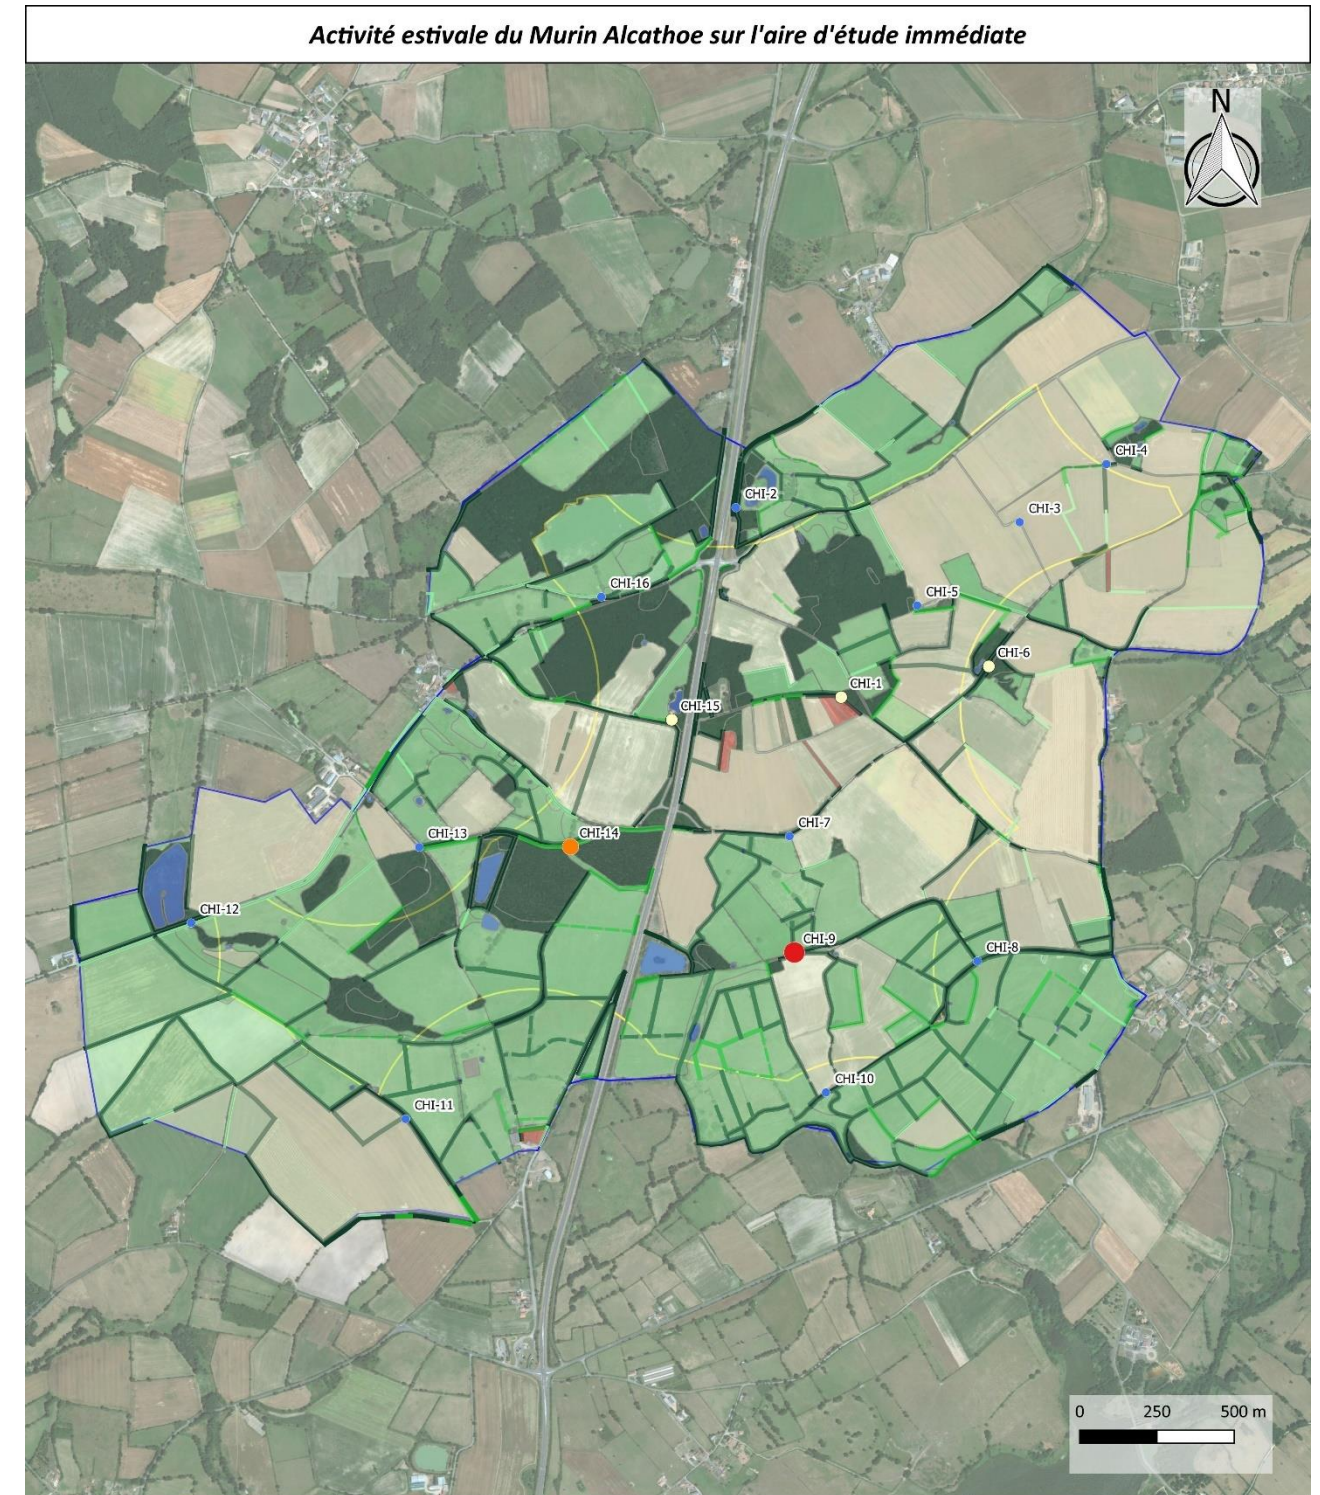 Activité estivale du Murin Alcathoe sur l'aire d'étude immédiate
N
CHI-4
CHI-2
CHI-3
CHI-16
CHI-5
CHI-6
CHI-1
CHI-15
CHI-7
CHI-13
CHI-14
CHI-12
CHI-9
CHI-8
CHI-10
CHI-11
0 250 500 m